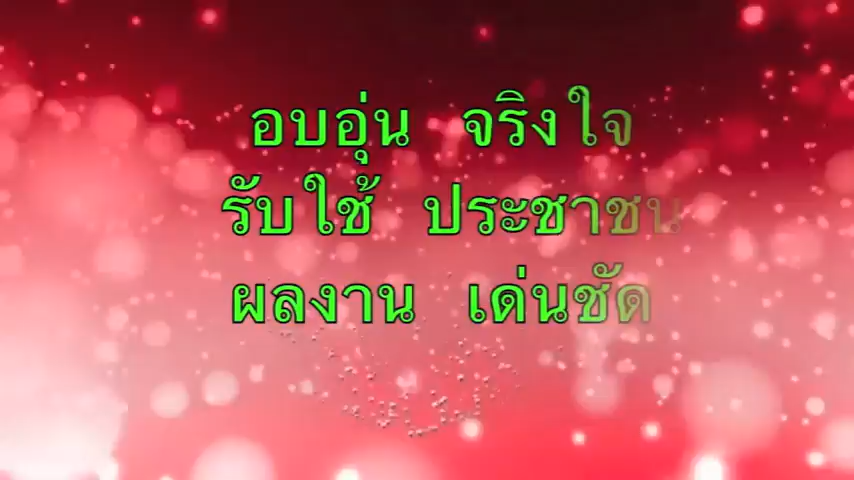 อบอุ่น จริงใจ
รับใช้ ประชาชน
ผลงาน เด่นชัด